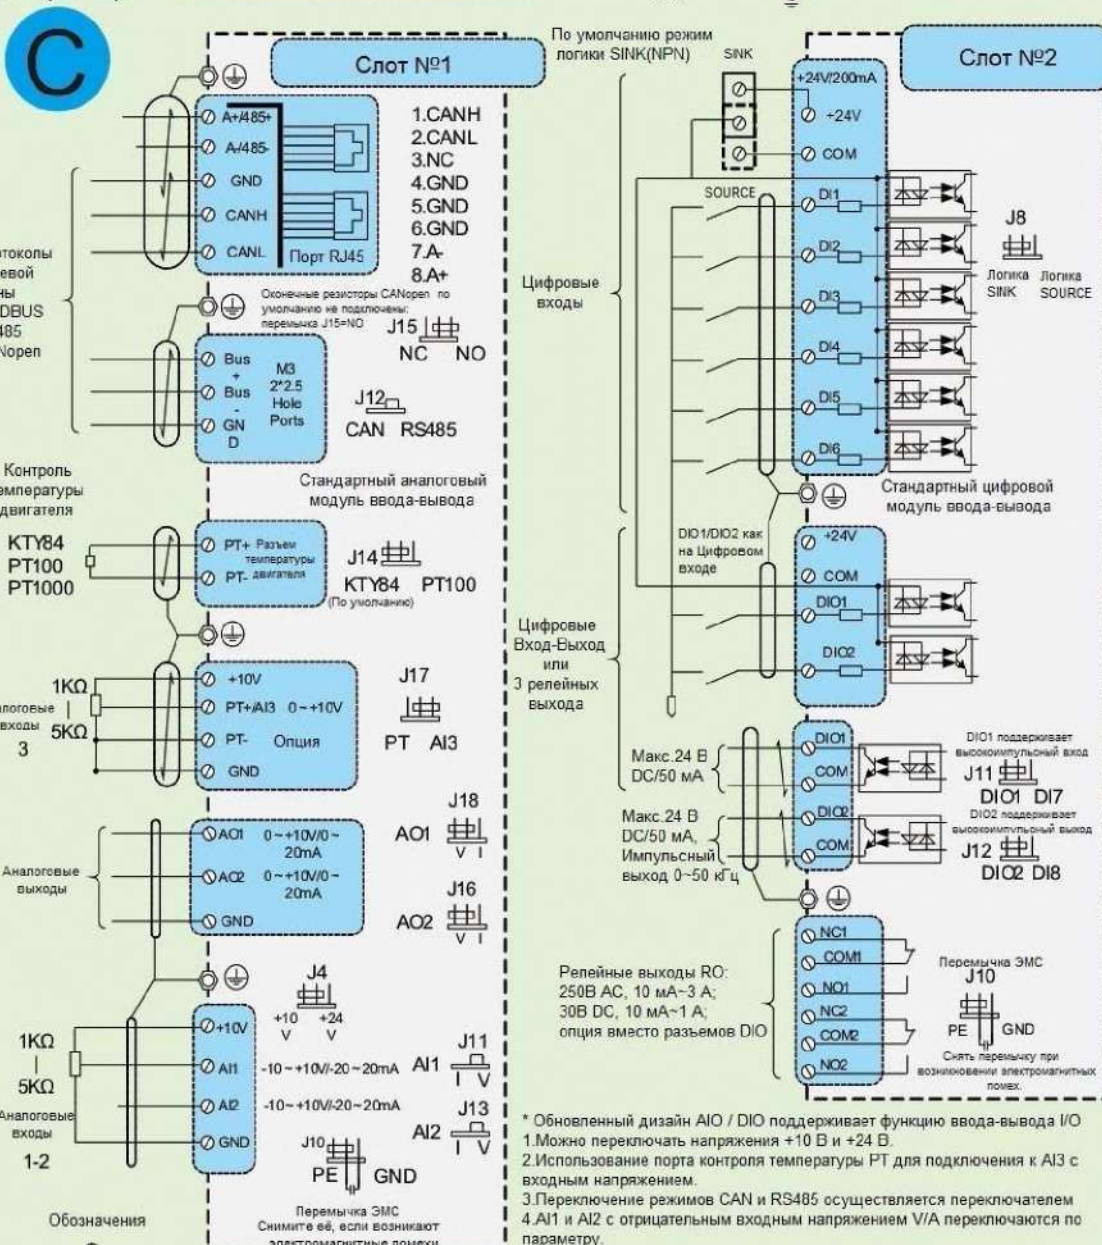 C
Слот №1
A+/485+
A-/485-
GND
CANH
CANL
Порт RJ45
1.CANH
2.CANL
3.NC
4.GND
5.GND
6.GND
7.A-
8.A+
Оконечные резисторы CANopen по
умолчанию не подключены:
перемычка J15=NO
J15
NC NO
DBUS
485
Nopen
Bus
+
Bus
-
GN
D
M3
2*2.5
Hole
Ports
J12
CAN RS485
Контроль
двигателя
Стандартный аналоговый
модуль ввода-вывода
KTY84
PT100
PT1000
PT+ Разъем
температуры
PT- двигателя
J14
KTY84 PT100
(По умолчанию)
1KΩ
5KΩ
входы
3
+10V
PT+/AI3 0~+10V
PT- Опция
GND
J17
PT AI3
Аналоговые
выходы
AO1 0~+10V/0~
20mA
AO2 0~+10V/0~
20mA
GND
J18
AO1
V I
J16
AO2
V I
J4
+10 +24
V V
1KΩ
5KΩ
Аналоговые
входы
1-2
+10V
AI1 -10~+10V/-20~20mA
AI2 -10~+10V/-20~20mA
GND
J11
AI1
I V
J13
AI2
I V
J10
PE GND
Перемычка ЭМС
Снимите её, если возникают
электромагнитные помехи
Обозначения
По умолчанию режим
логики SINK(NPN)
SINK
SOURCE
Слот №2
+24V/200mA
+24V
COM
DI1
DI2
DI3
DI4
DI5
DI6
Цифровые
входы
J8
Логика Логика
SINK SOURCE
Стандартный цифровой
модуль ввода-вывода
DIO1/DIO2 как
на Цифровом
входе
+24V
COM
DIO1
DIO2
Цифровые
Вход-Выход
или
3 релейных
выхода
Макс.24 В
DC/50 мА
DIO1
COM
DIO1 поддерживает
высокоимпульсный вход
J11
DIO1 DI7
Макс.24 В
DC/50 мА,
Импульсный
выход 0~50 кГц
DIO2
COM
DIO2 поддерживает
высокоимпульсный выход
J12
DIO2 DI8
Релейные выходы RO:
250В AC, 10 мА~3 А;
30В DC, 10 мА~1 А;
опция вместо разъемов DIO
NC1
COM1
NO1
NC2
COM2
NO2
Перемычка ЭМС
J10
PE GND
Снять перемычку при
возникновении электромагнитных
помех.
* Обновленный дизайн AIO / DIO поддерживает функцию ввода-вывода I/O
1.Можно переключать напряжения +10 В и +24 В.
2.Использование порта контроля температуры PT для подключения к AI3 с
входным напряжением.
3.Переключение режимов CAN и RS485 осуществляется переключателем
4.AI1 и AI2 с отрицательным входным напряжением V/A переключаются по
параметру.